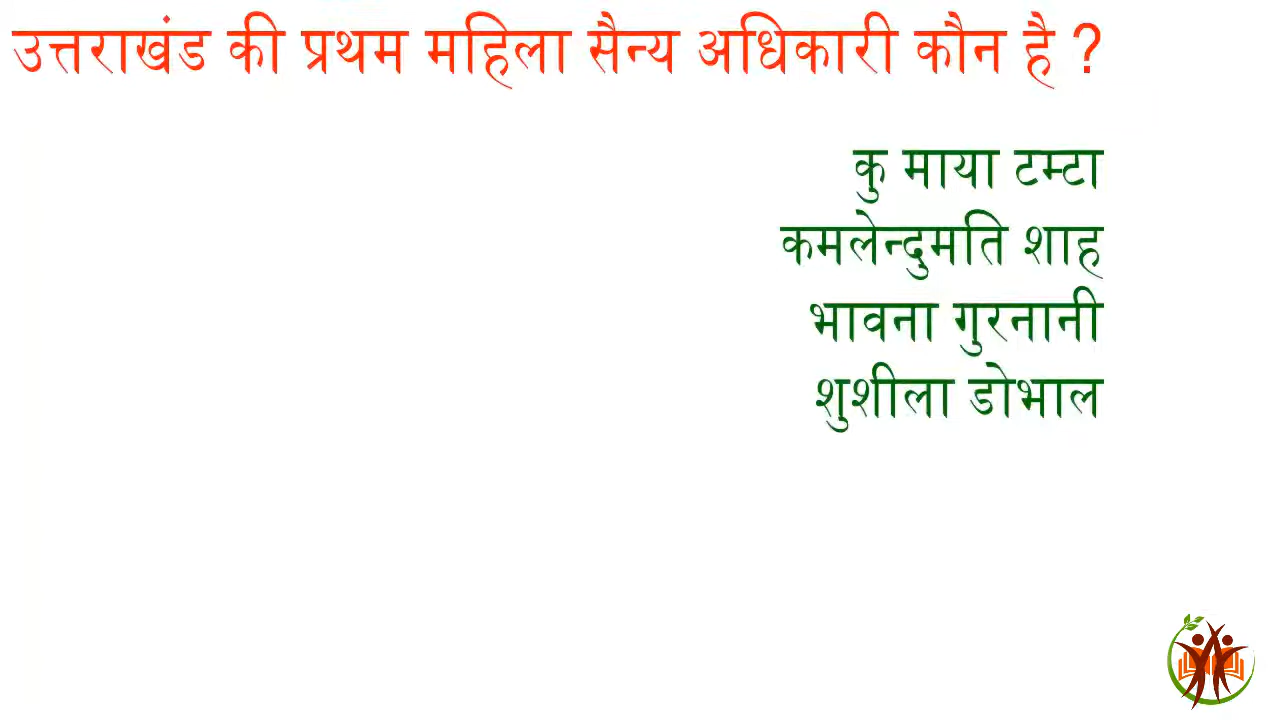 उत्तराखंड की प्रथम महिला सैन्य अधिकारी कौन है ?
कु माया टम्टा
कमलेन्दुमति शाह
भावना गुरनानी
शुशीला डोभाल